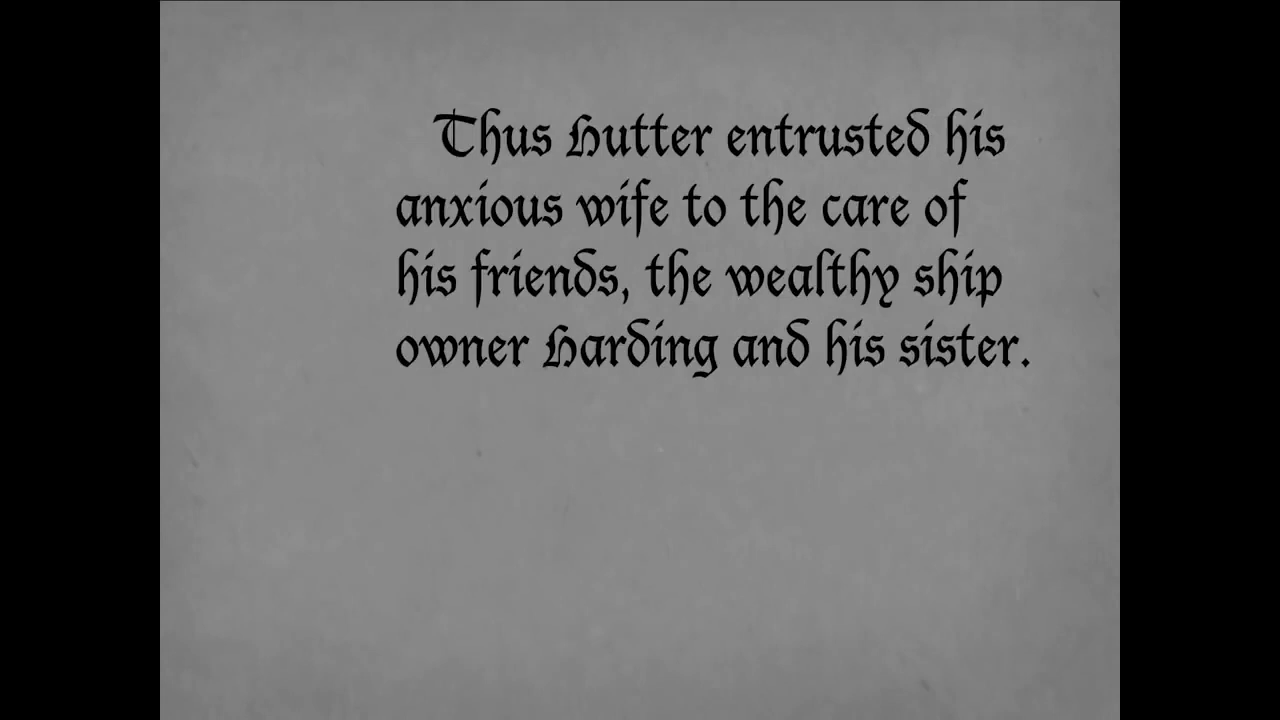 Thus Hutter entrusted his
anxious wife to the care of
his friends, the wealthy ship
owner Harding and his sister.